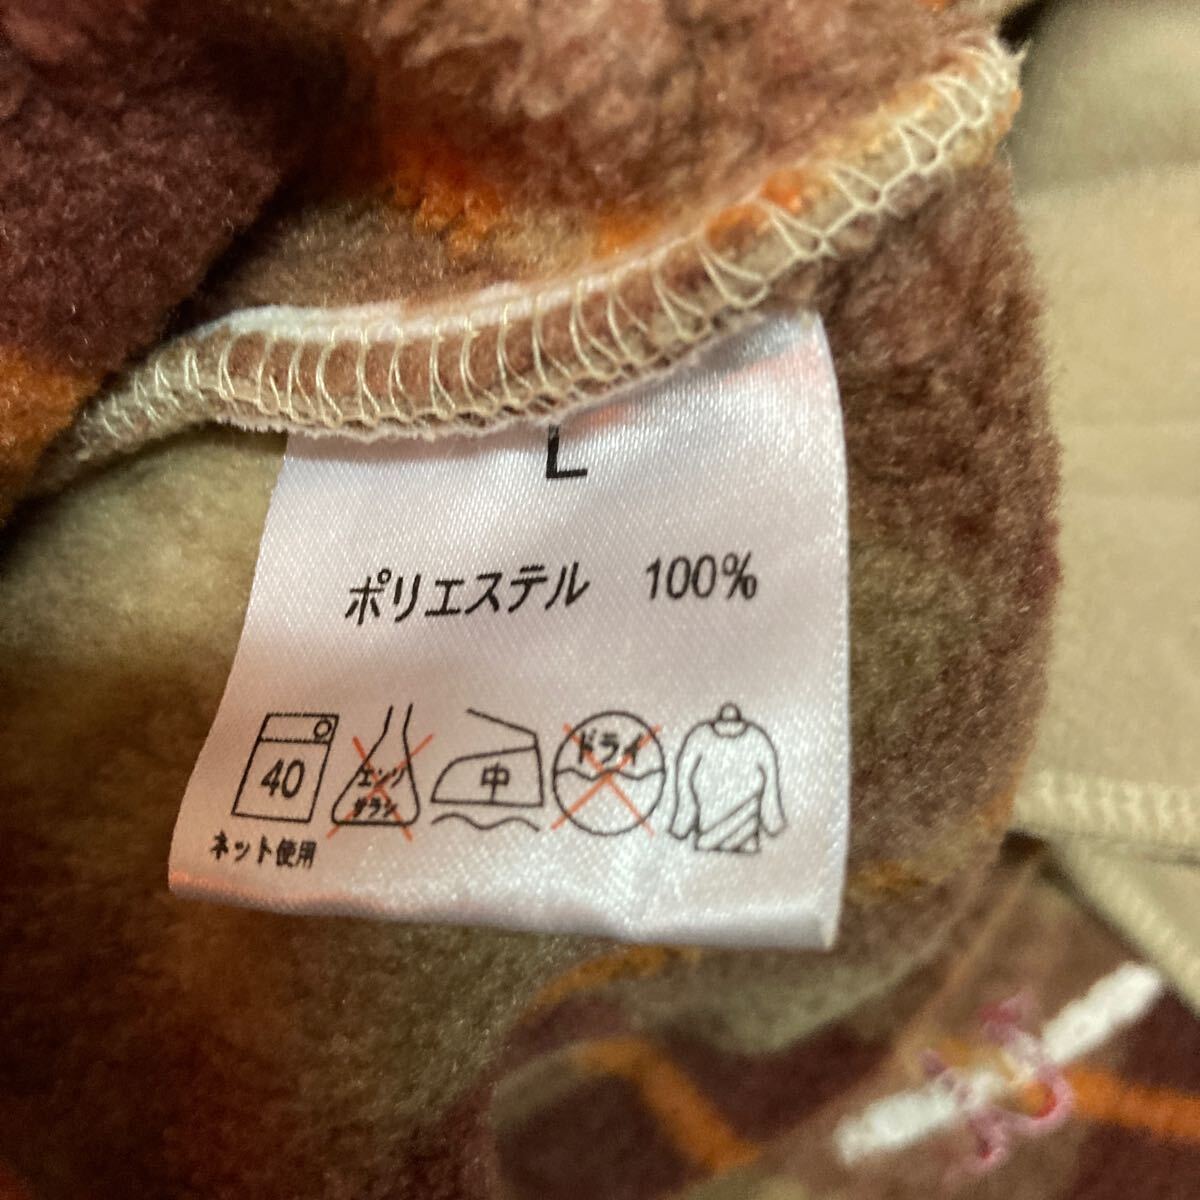 L
ポリエステル 100%
40
エンソ
サラシ
中
ドライ
ネット使用